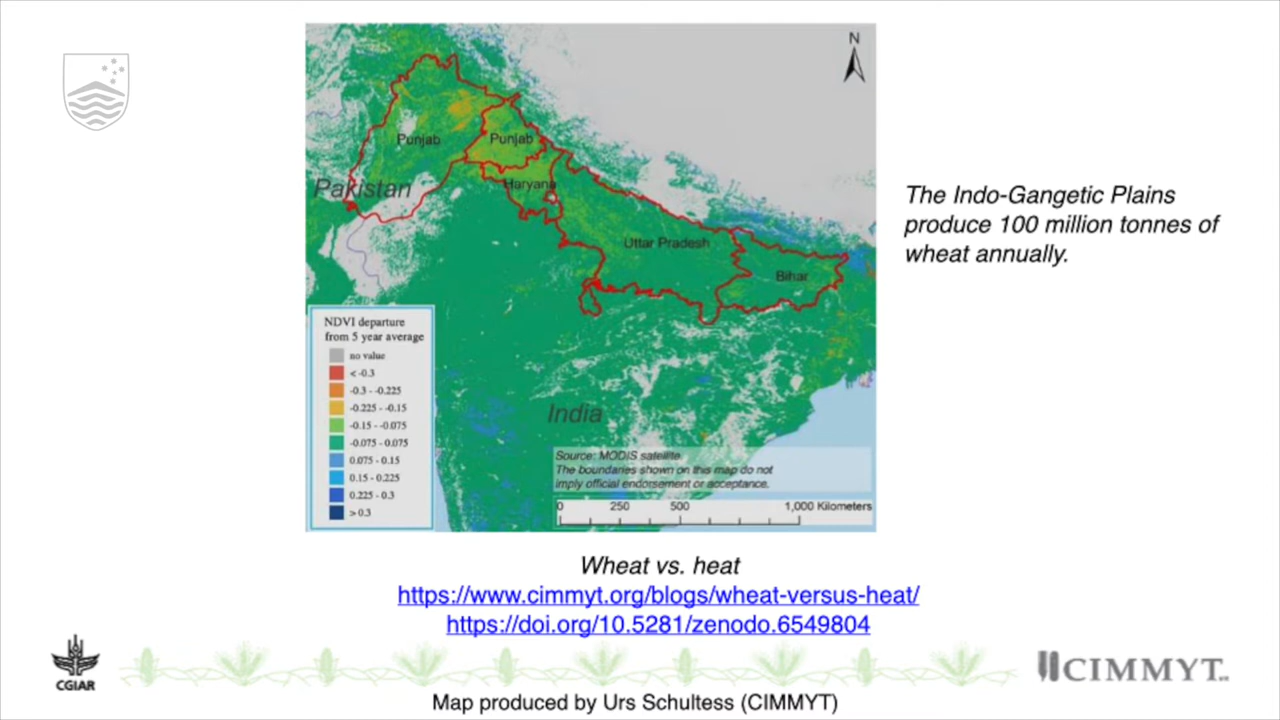 N
Punjab
Punjab
Pakistan
Haryana
Uttar Pradesh
Bihar
The Indo-Gangetic Plains
produce 100 million tonnes of
wheat annually.
NDVI departure
from 5 year average
no value
< -0.3
-0.3 - -0.225
-0.225 - -0.15
-0.15 - -0.075
-0.075 - 0.075
0.075 - 0.15
0.15 - 0.225
0.225 - 0.3
> 0.3
India
Source: MODIS satellite.
The boundaries shown on this map do not
imply official endorsement or acceptance.
0 250 500 1,000 Kilometers
Wheat vs. heat
https://www.cimmyt.org/blogs/wheat-versus-heat/
https://doi.org/10.5281/zenodo.6549804
CGIAR
CIMMYT
Map produced by Urs Schultess (CIMMYT)